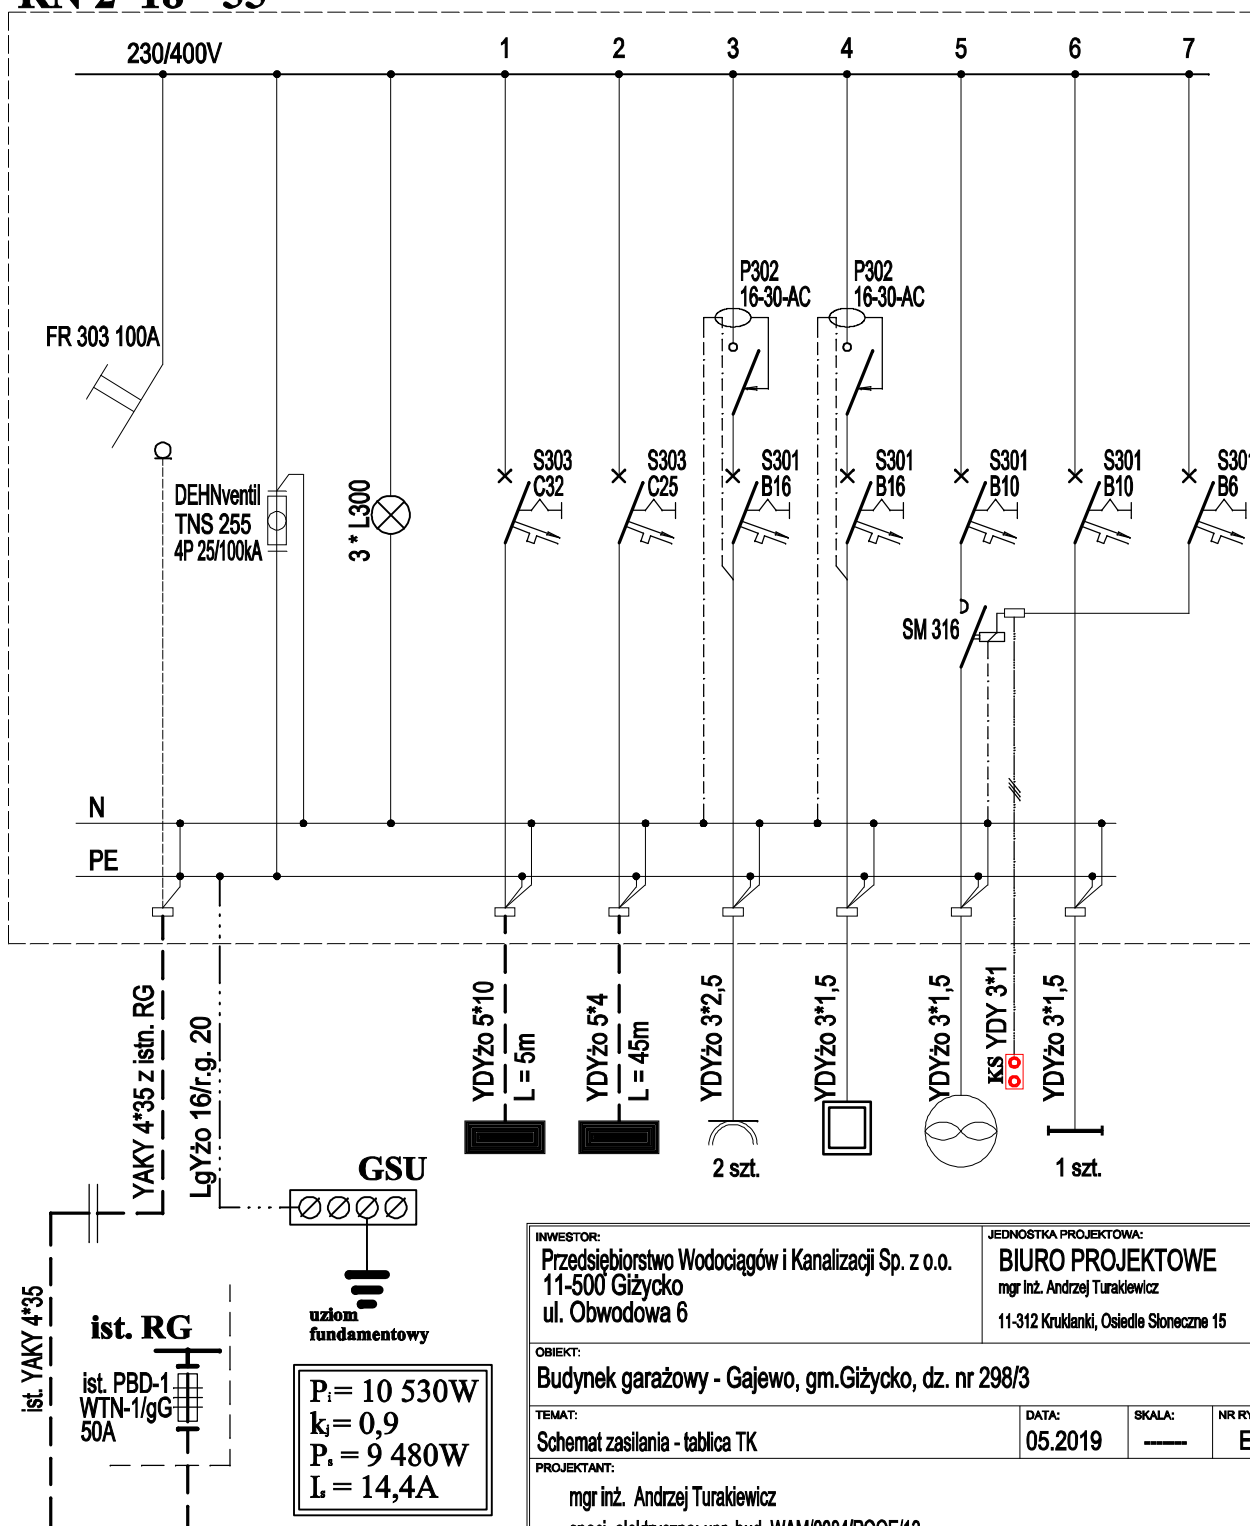 230/400V
1
2
3
4
5
6
7
P302
16-30-AC
P302
16-30-AC
FR 303 100A
DEHNventil
TNS 255
4P 25/100kA
3 * L300
S303
C32
S303
C25
S301
B16
S301
B16
S301
B10
S301
B10
S301
B6
SM 316
N
PE
YAKY 4*35 z istn. RG
LgYżo 16/r.g. 20
YDYżo 5*10
L = 5m
YDYżo 5*4
L = 45m
YDYżo 3*2,5
YDYżo 3*1,5
YDYżo 3*1,5
KS YDY 3*1
YDYżo 3*1,5
2 szt.
1 szt.
GSU
uziom
fundamentowy
ist. YAKY 4*35
ist. RG
ist. PBD-1
WTN-1/gG
50A
Pi = 10 530W
kj = 0,9
Ps = 9 480W
Is = 14,4A
INWESTOR:
Przedsiębiorstwo Wodociągów i Kanalizacji Sp. z o.o.
11-500 Giżycko
ul. Obwodowa 6
JEDNOSTKA PROJEKTOWA:
BIURO PROJEKTOWE
mgr inż. Andrzej Turakiewicz
11-312 Kruklanki, Osiedle Słoneczne 15
OBIEKT:
Budynek garażowy - Gajewo, gm.Giżycko, dz. nr 298/3
TEMAT:
Schemat zasilania - tablica TK
DATA:
05.2019
SKALA:
-------
NR RY
E
PROJEKTANT:
mgr inż. Andrzej Turakiewicz